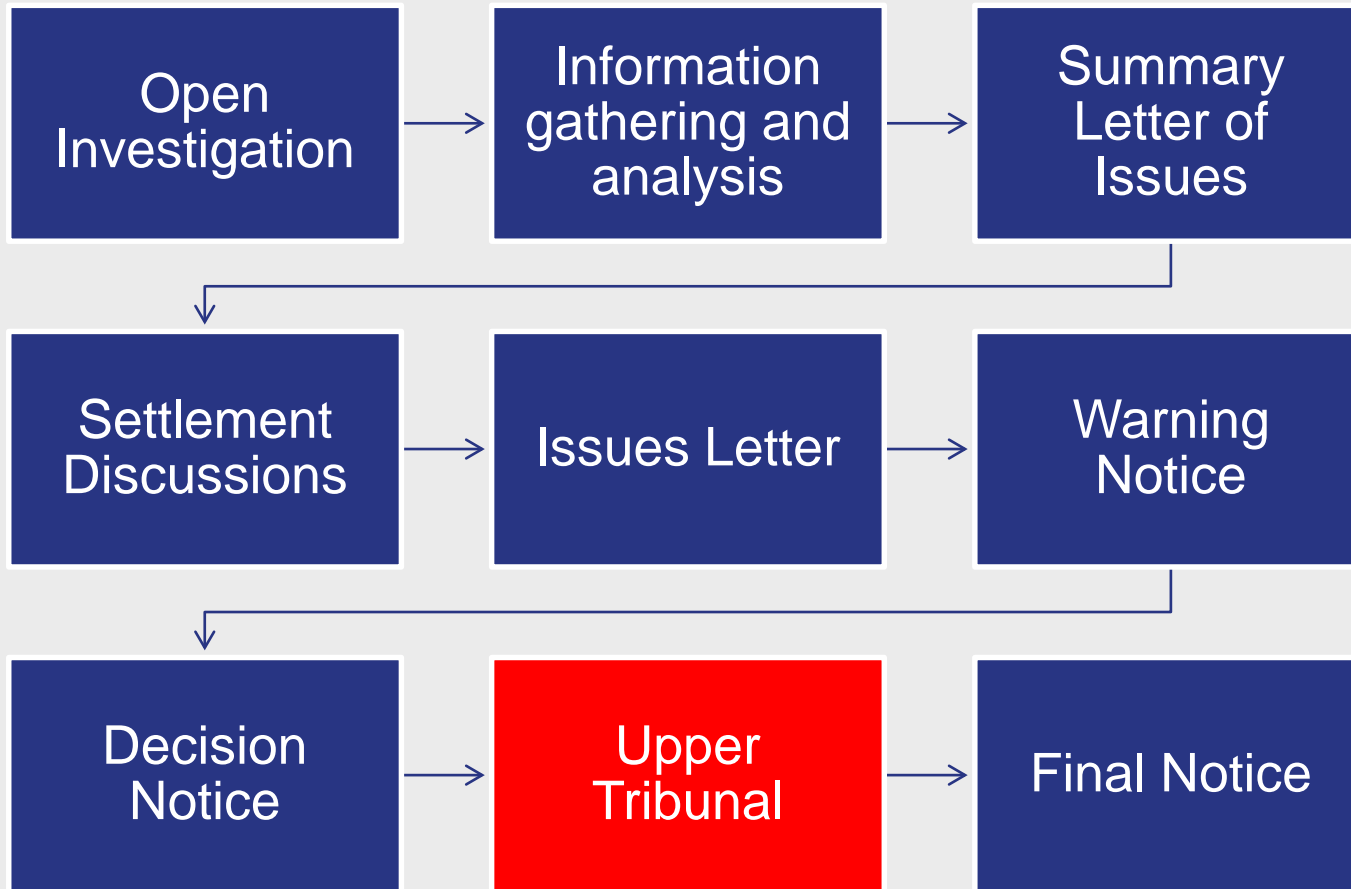 Open
Investigation
Information
gathering and
analysis
Summary
Letter of
Issues
Settlement
Discussions
Issues Letter
Warning
Notice
Decision
Notice
Upper
Tribunal
Final Notice